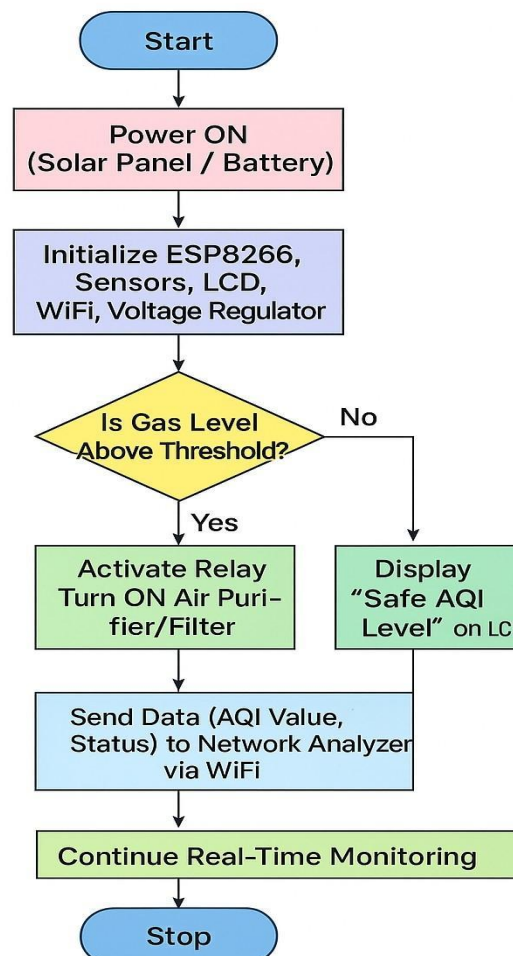 Start
Power ON
(Solar Panel / Battery)
Initialize ESP8266,
Sensors, LCD,
WiFi, Voltage Regulator
Is Gas Level
Above Threshold?
No
Yes
Activate Relay
Turn ON Air Puri-
fier/Filter
Display
“Safe AQI
Level” on LC
Send Data (AQI Value,
Status) to Network Analyzer
via WiFi
Continue Real-Time Monitoring
Stop